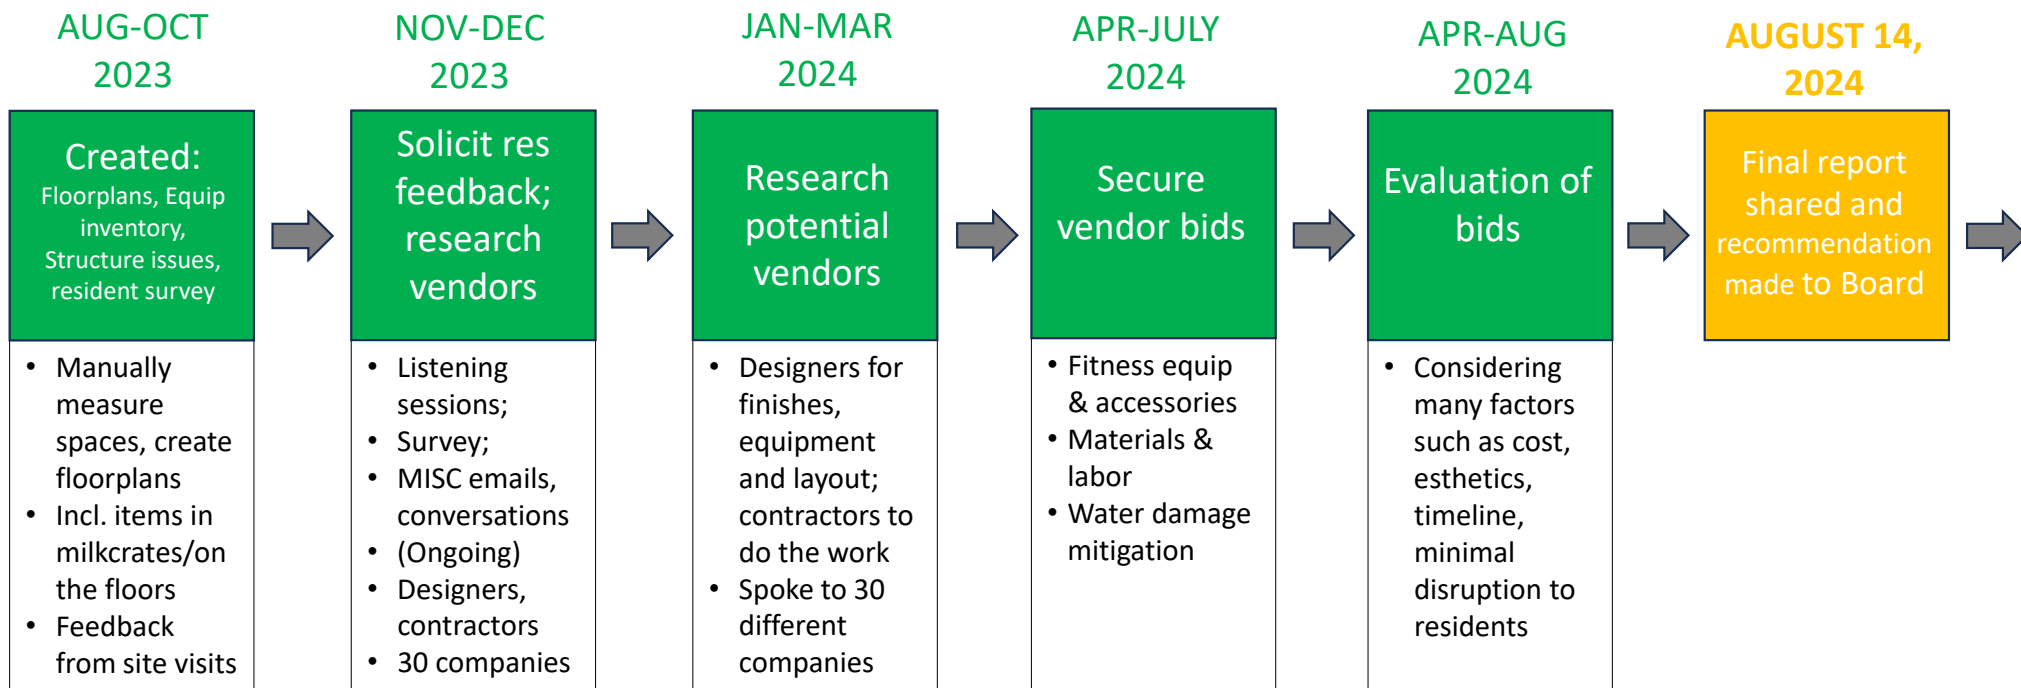 AUG-OCT
2023
Created:
Floorplans, Equip
inventory,
Structure issues,
resident survey
• Manually
measure
spaces, create
floorplans
• Incl. items in
milkcrates/on
the floors
• Feedback
from site visits
NOV-DEC
2023
Solicit res
feedback;
research
vendors
• Listening
sessions;
• Survey;
• MISC emails,
conversations
• (Ongoing)
• Designers,
contractors
• 30 companies
JAN-MAR
2024
Research
potential
vendors
• Designers for
finishes,
equipment
and layout;
contractors to
do the work
• Spoke to 30
different
companies
APR-JULY
2024
Secure
vendor bids
• Fitness equip
& accessories
• Materials &
labor
• Water damage
mitigation
APR-AUG
2024
Evaluation of
bids
• Considering
many factors
such as cost,
esthetics,
timeline,
minimal
disruption to
residents
AUGUST 14,
2024
Final report
shared and
recommendation
made to Board